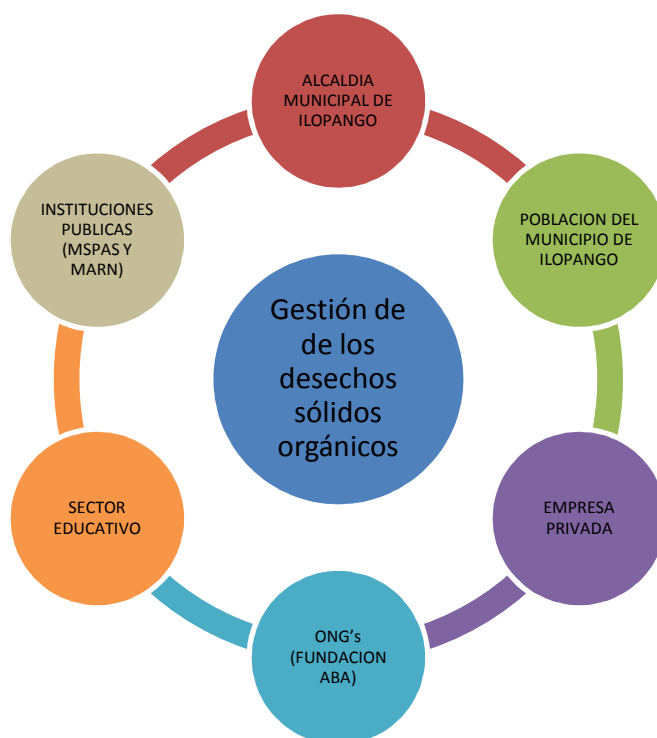 ALCALDIA
MUNICIPAL DE
ILOPANGO
INSTITUCIONES
PUBLICAS
(MSPAS Y
MARN)
POBLACION DEL
MUNICIPIO DE
ILOPANGO
Gestión de
de los
desechos
sólidos
orgánicos
SECTOR
EDUCATIVO
EMPRESA
PRIVADA
ONG’s
(FUNDACION
ABA)